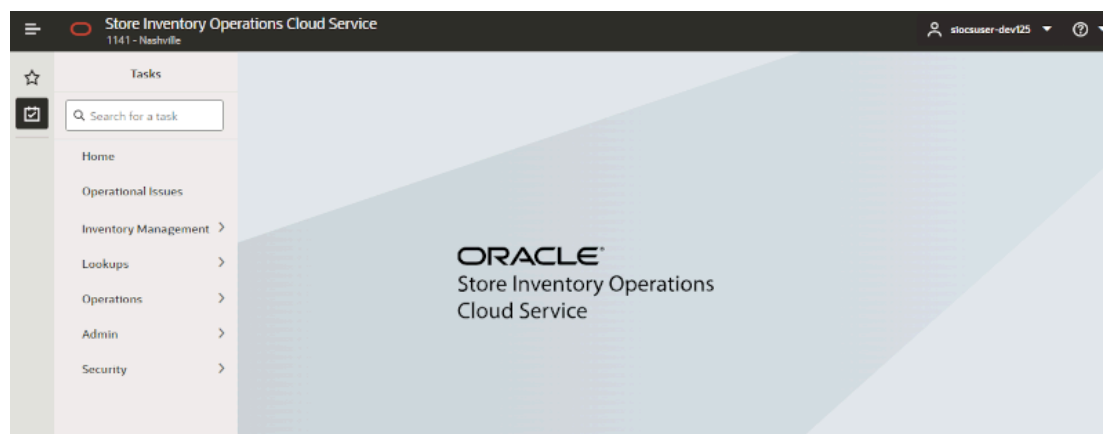 Store Inventory Operations Cloud Service
1141 - Nashville
slocsuser-dev125
Tasks
Search for a task
Home
Operational Issues
Inventory Management
Lookups
Operations
Admin
Security
ORACLE
Store Inventory Operations
Cloud Service